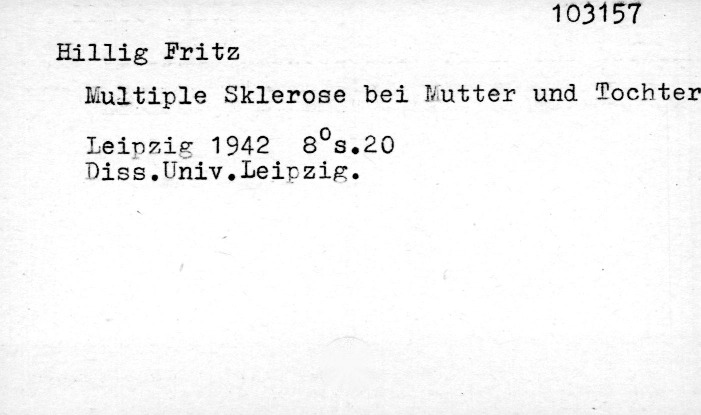 103157
Hillig Fritz
Multiple Sklerose bei Mutter und Tochter
Leipzig 1942 8°s.20
Diss.Univ.Leipzig.